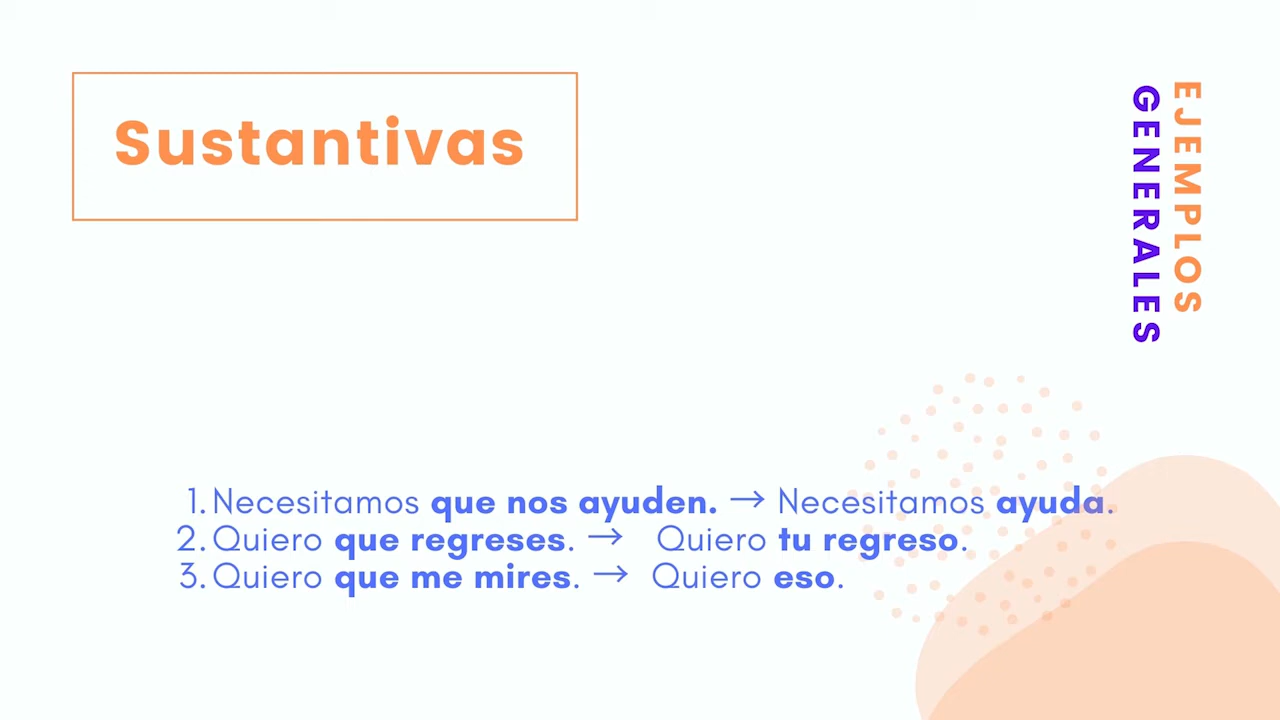 Sustantivas
EJEMPLOS
GENERALES
1. Necesitamos que nos ayuden. → Necesitamos ayuda.
2. Quiero que regreses. → Quiero tu regreso.
3. Quiero que me mires. → Quiero eso.